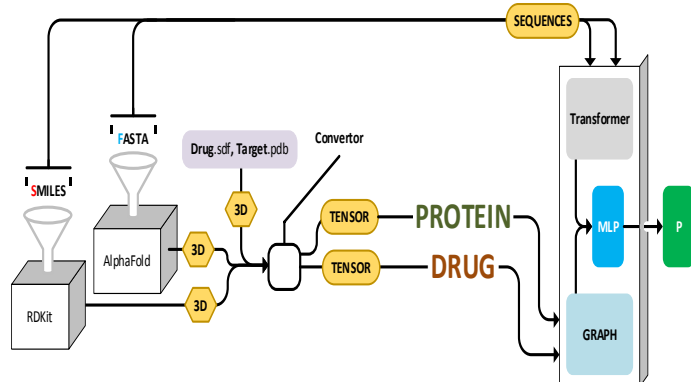 SEQUENCES
FASTA
SMILES
Drug.sdf, Target.pdb
Convertor
Transformer
3D
TENSOR
PROTEIN
MLP
P
AlphaFold
3D
TENSOR
DRUG
3D
RDKit
GRAPH